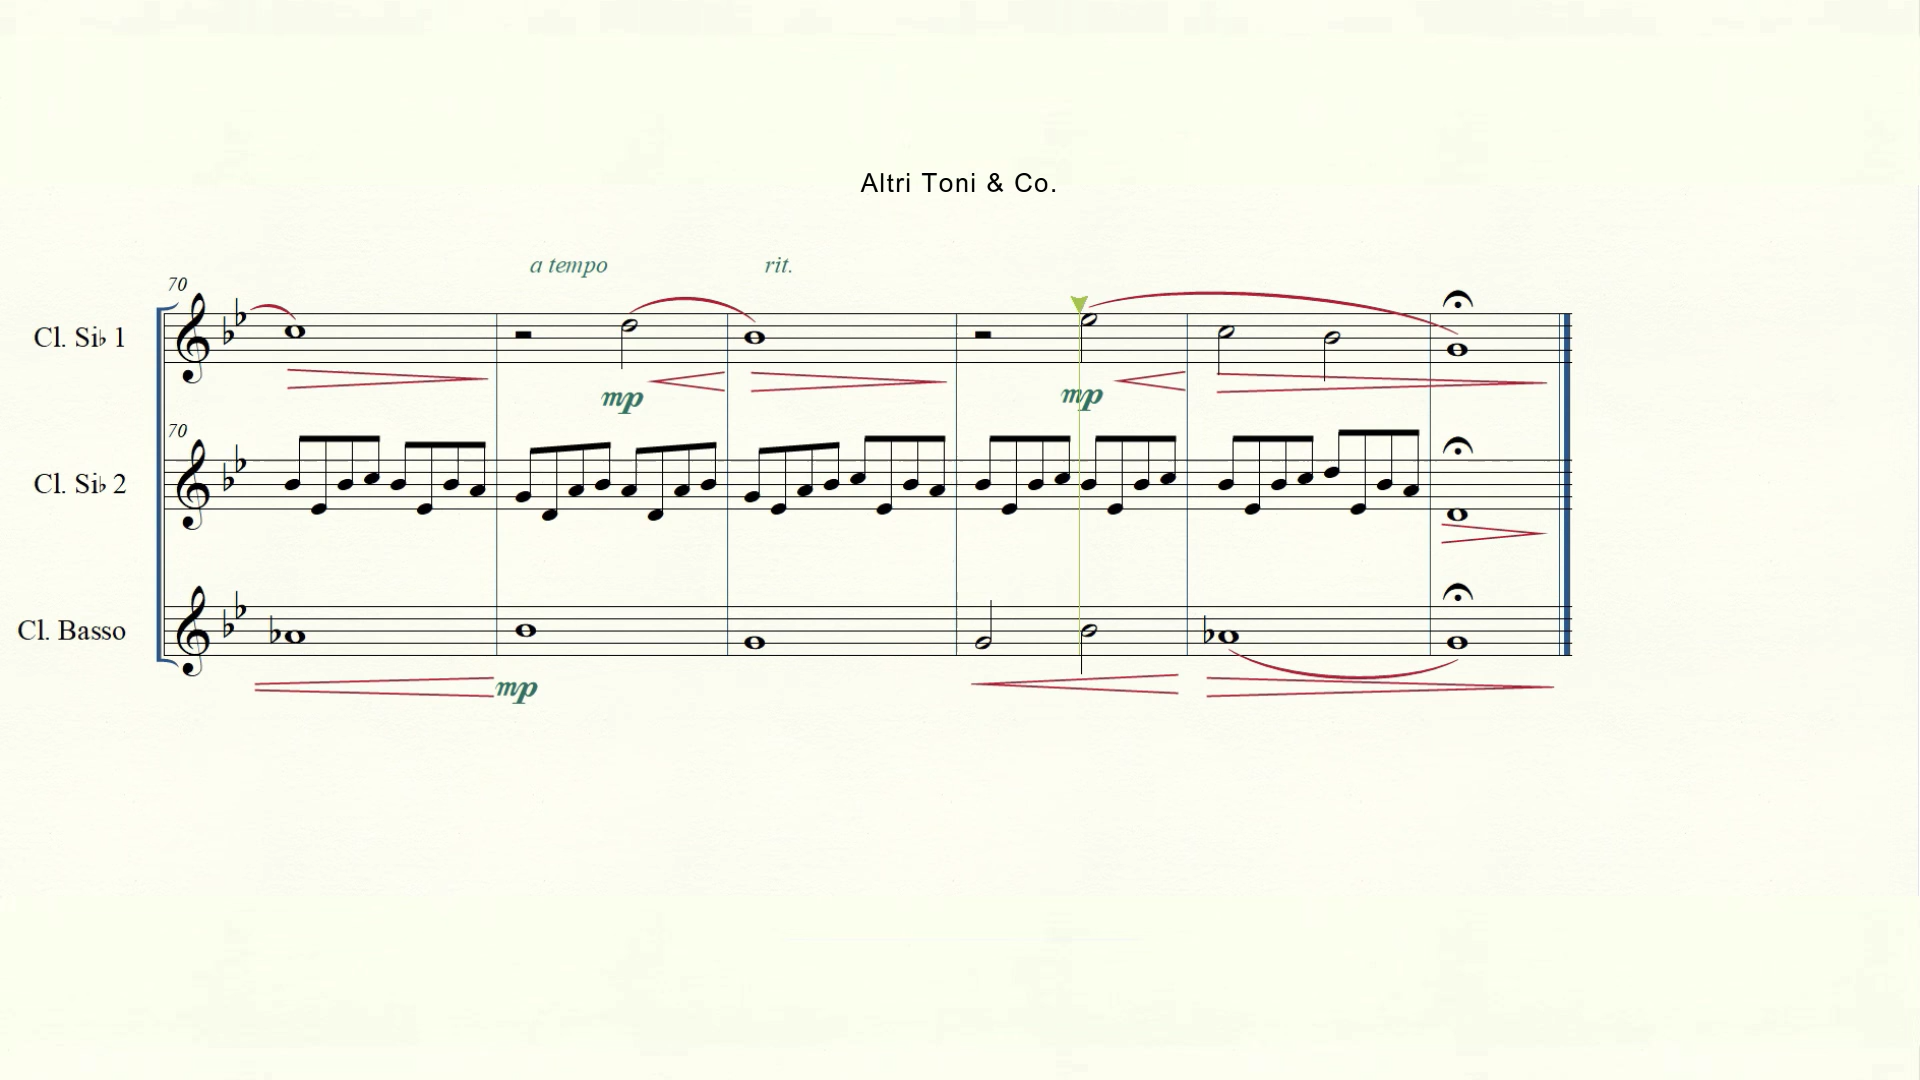 Altri Toni & Co.
a tempo rit.
70
Cl. Si♭ 1
mp mp
70
Cl. Si♭ 2
Cl. Basso
mp